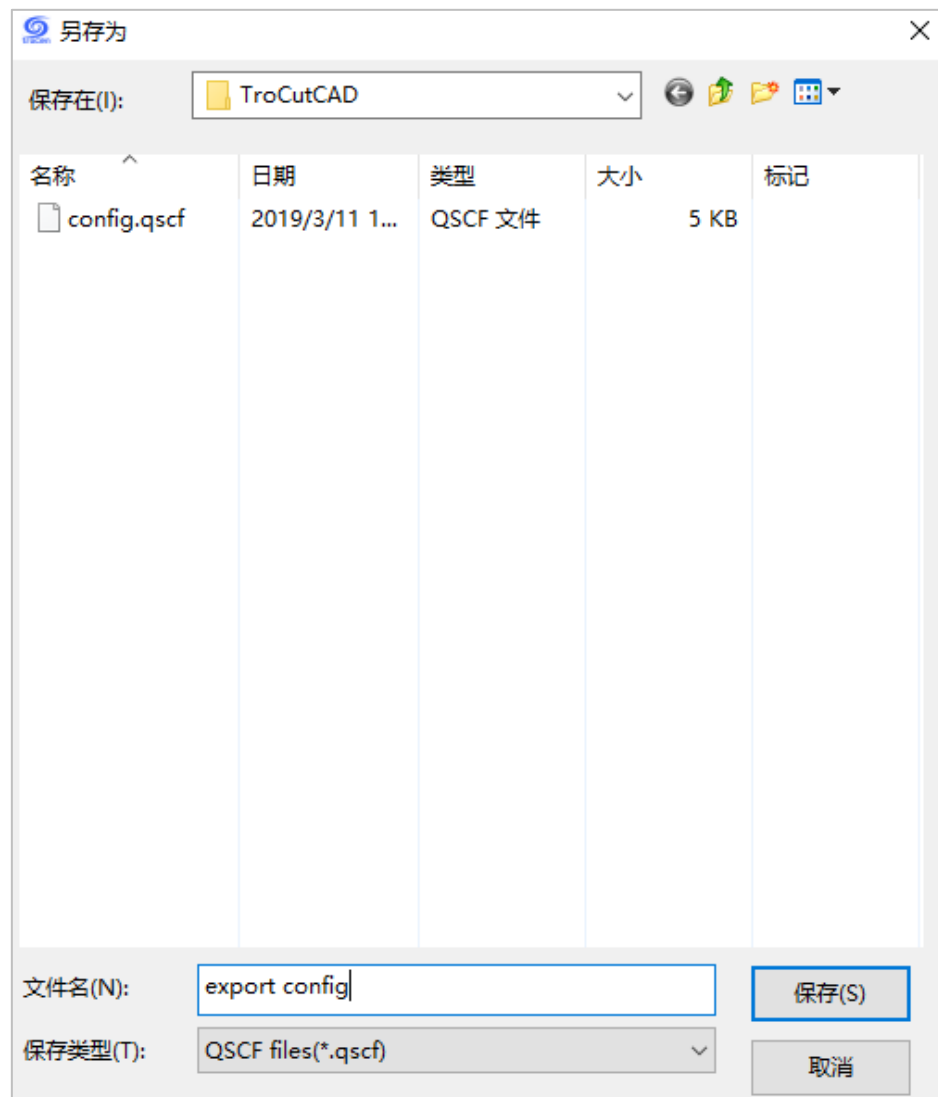 另存为
保存在(I): TroCutCAD
名称 日期 类型 大小 标记
config.qscf 2019/3/11 1... QSCF 文件 5 KB
文件名(N): export config 保存(S)
保存类型(T): QSCF files(*.qscf) 取消